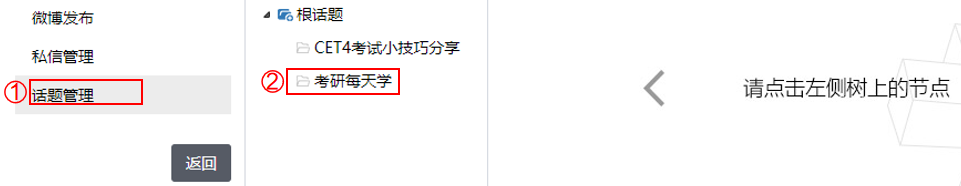 微博发布
私信管理
① 话题管理
返回
根话题
CET4考试小技巧分享
② 考研每天学
请点击左侧树上的节点